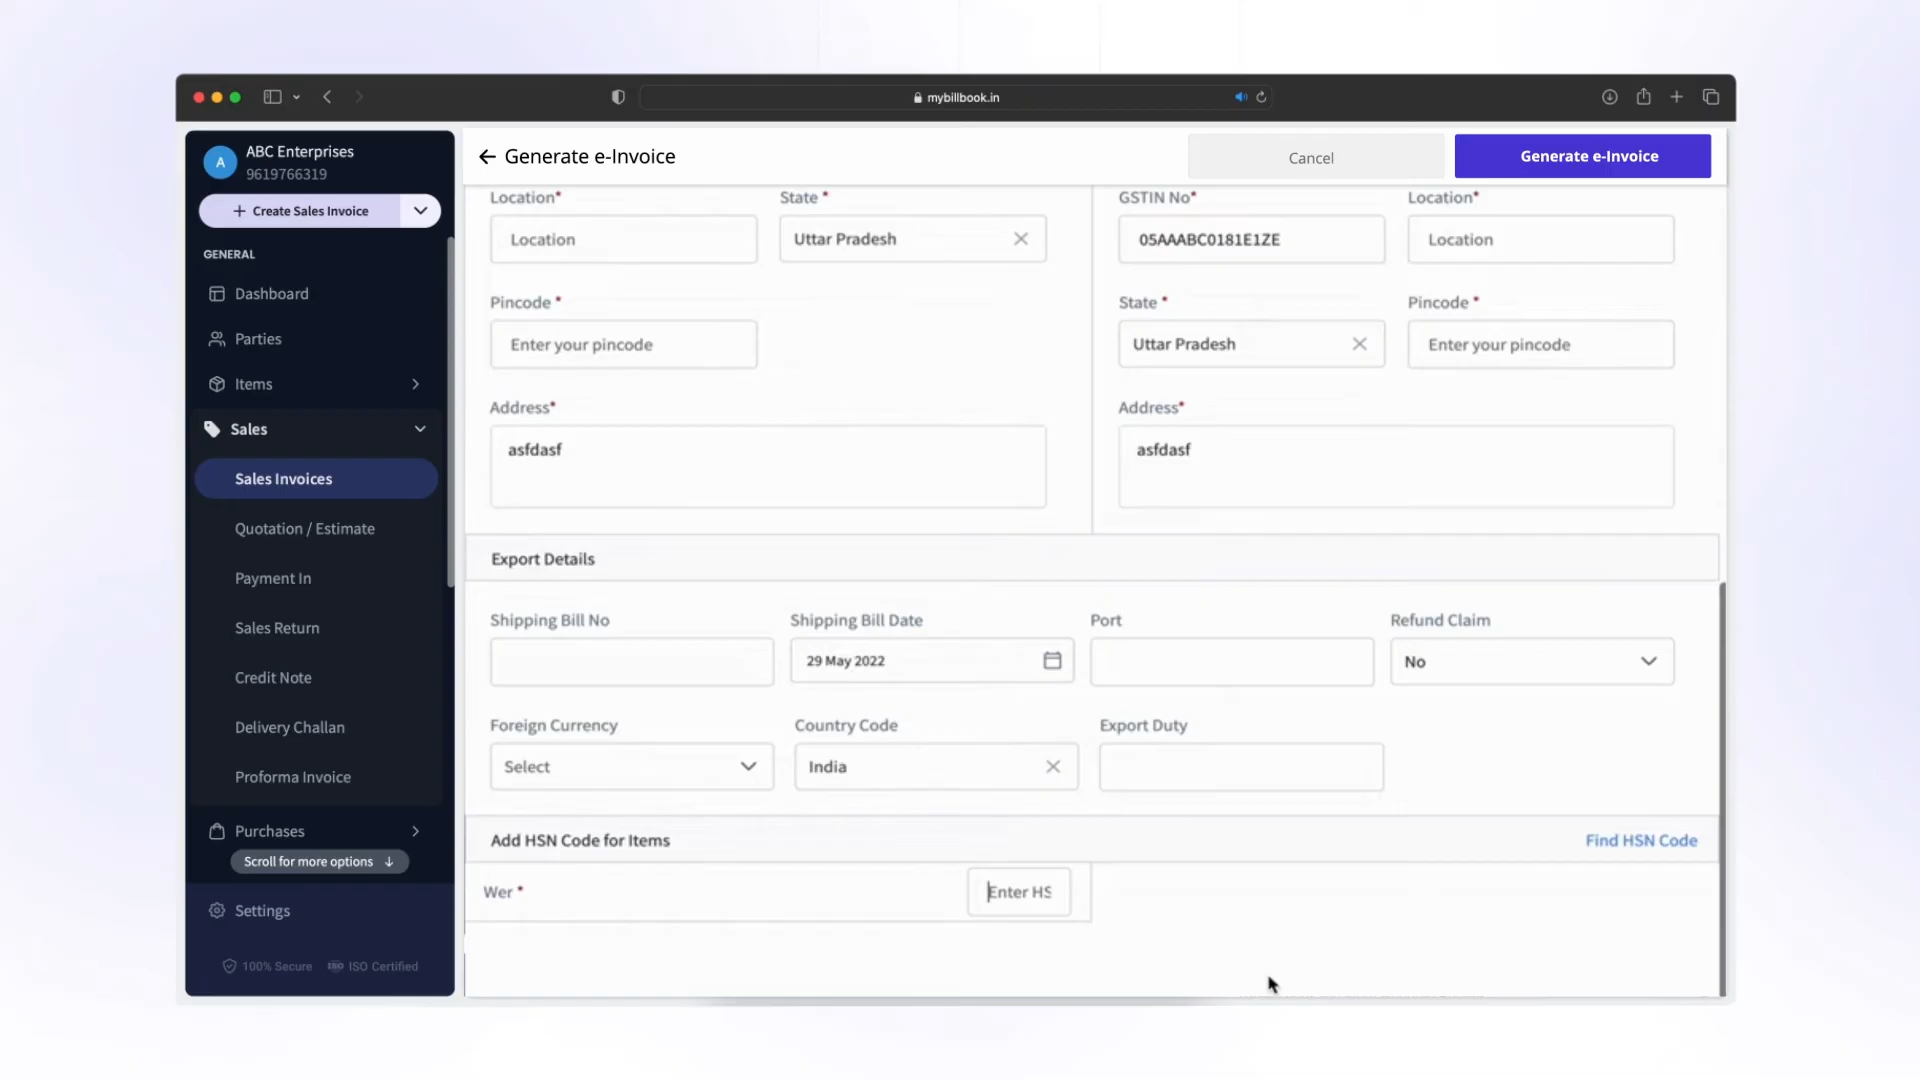 mybillbook.in
A
ABC Enterprises
9619766319
+ Create Sales Invoice
GENERAL
Dashboard
Parties
Items
Sales
Sales Invoices
Quotation / Estimate
Payment In
Sales Return
Credit Note
Delivery Challan
Proforma Invoice
Purchases
Scroll for more options ↓
Settings
100% Secure
ISO ISO Certified
← Generate e-Invoice
Cancel
Generate e-Invoice
Location* State *
Location Uttar Pradesh
Pincode *
Enter your pincode
Address*
asfdasf
GSTIN No* Location*
05AAABC0181E1ZE Location
State * Pincode *
Uttar Pradesh Enter your pincode
Address*
asfdasf
Export Details
Shipping Bill No Shipping Bill Date Port Refund Claim
29 May 2022 No
Foreign Currency Country Code Export Duty
Select India
Add HSN Code for Items Find HSN Code
Wer * Enter HS